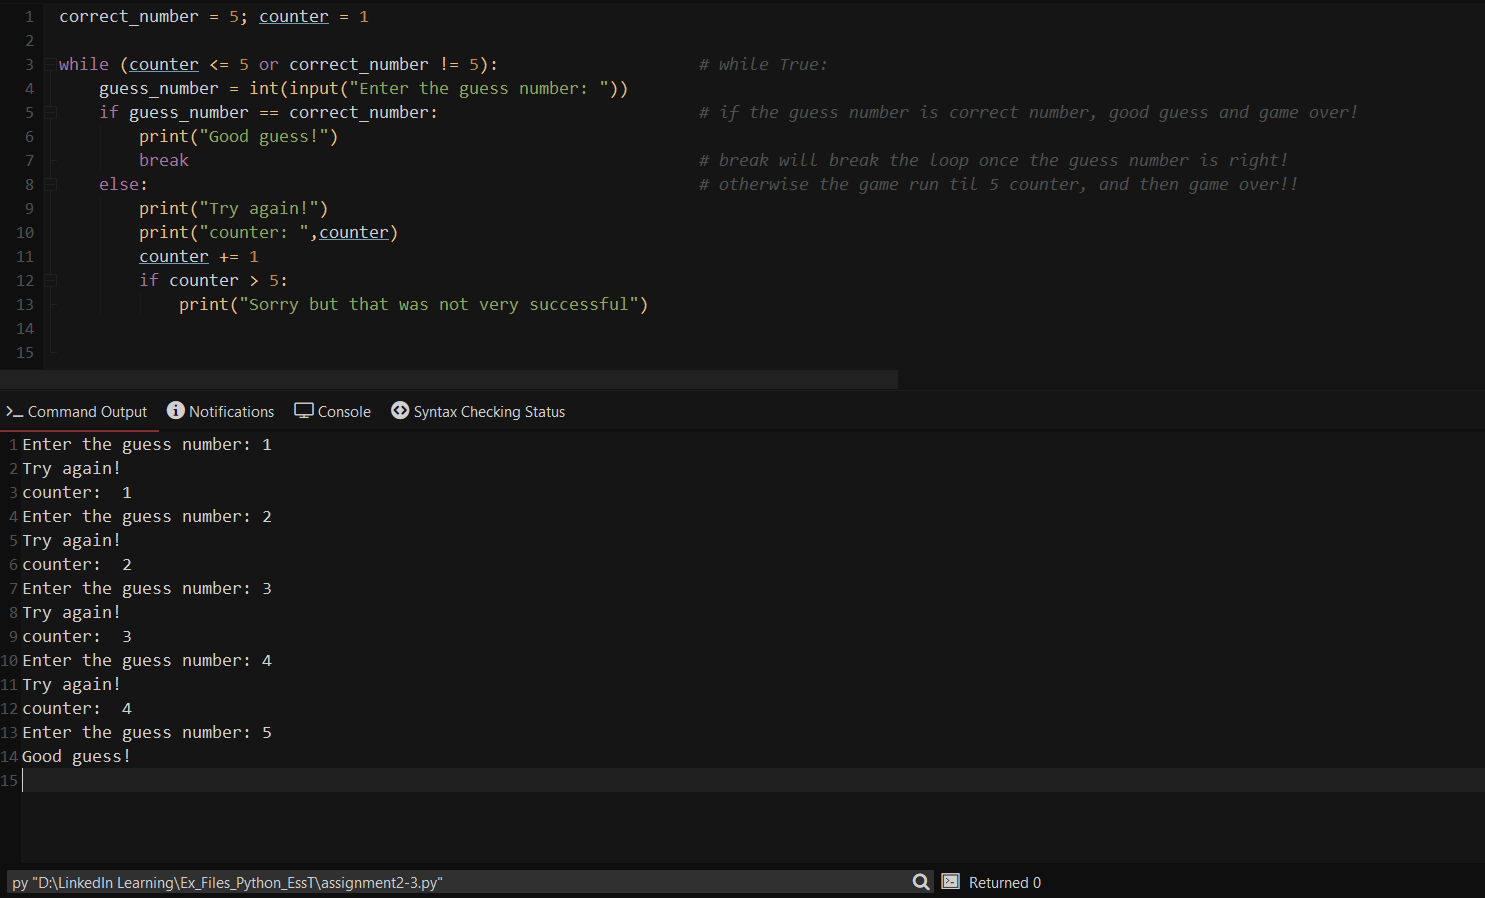 1 correct_number = 5; counter = 1
2
3 while (counter <= 5 or correct_number != 5): # while True:
4 guess_number = int(input("Enter the guess number: "))
5 if guess_number == correct_number: # if the guess number is correct number, good guess and game over!
6 print("Good guess!")
7 break # break will break the loop once the guess number is right!
8 else: # otherwise the game run til 5 counter, and then game over!!
9 print("Try again!")
10 print("counter: ",counter)
11 counter += 1
12 if counter > 5:
13 print("Sorry but that was not very successful")
14
15
>_ Command Output Notifications Console Syntax Checking Status
1 Enter the guess number: 1
2 Try again!
3 counter:  1
4 Enter the guess number: 2
5 Try again!
6 counter:  2
7 Enter the guess number: 3
8 Try again!
9 counter:  3
10 Enter the guess number: 4
11 Try again!
12 counter:  4
13 Enter the guess number: 5
14 Good guess!
15
py "D:\LinkedIn Learning\Ex_Files_Python_EssT\assignment2-3.py" Returned 0